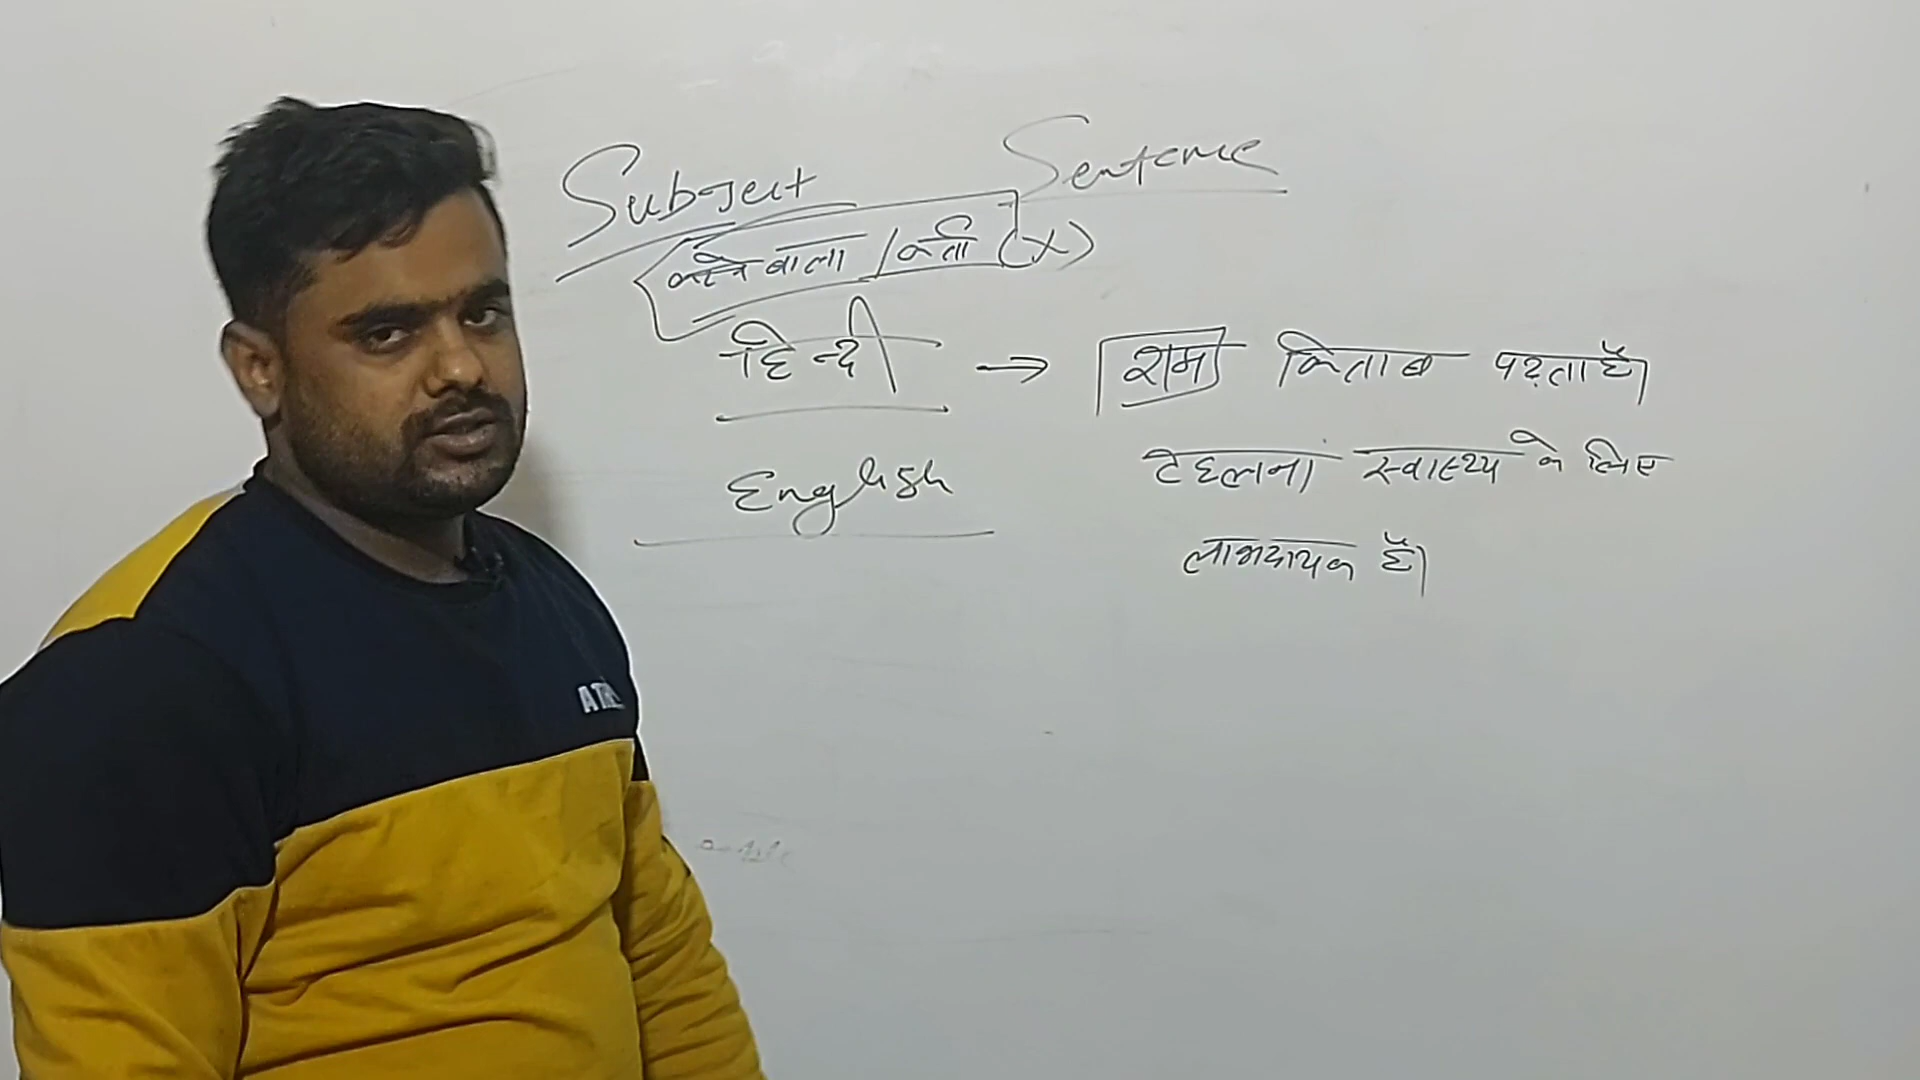 Subject Sentence
करने वाला / कर्ता (X)
हिन्दी → राम किताब पढ़ता है।
English टहलना स्वास्थ्य के लिए
लाभदायक है।